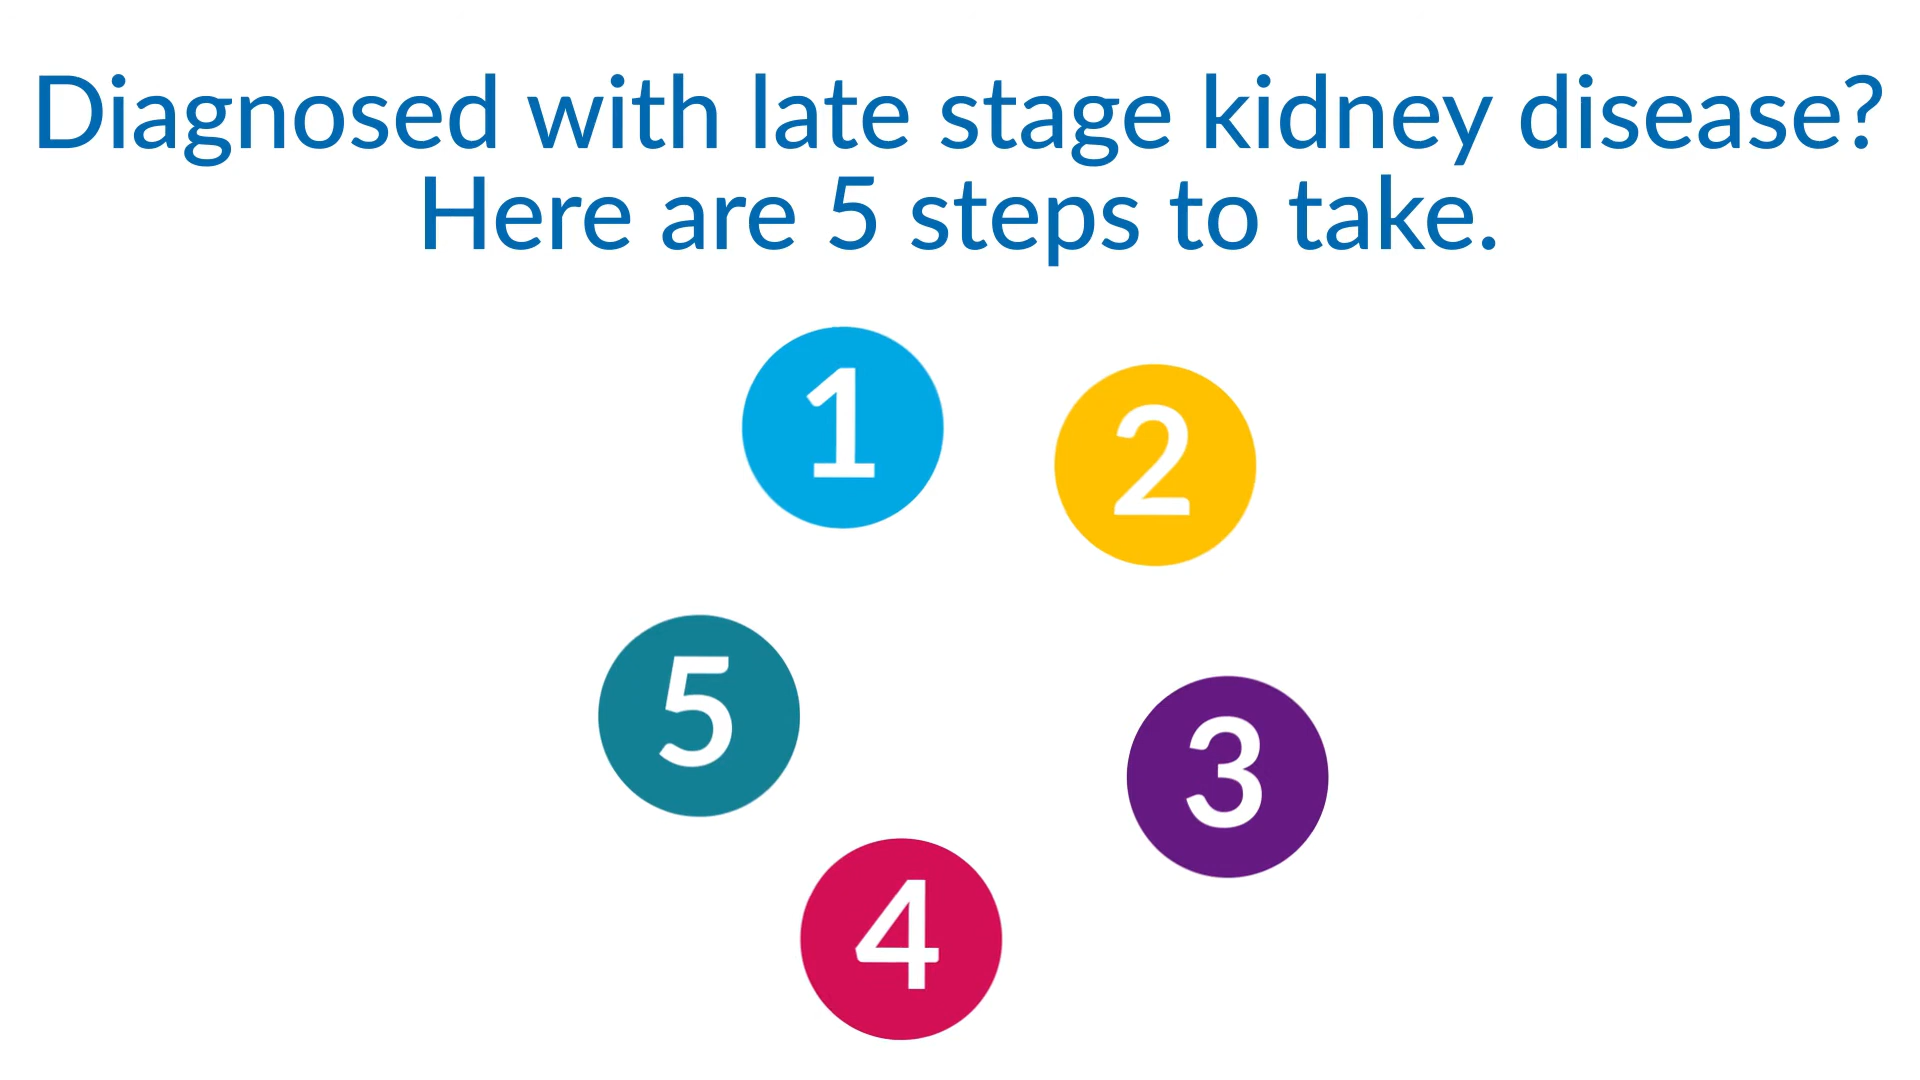 Diagnosed with late stage kidney disease?
Here are 5 steps to take.
1
2
3
4
5